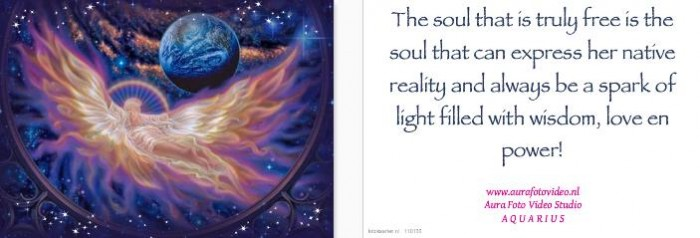 The soul that is truly free is the
soul that can express her native
reality and always be a spark of
light filled with wisdom, love en
power!
www.aurafotovideo.nl
Aura Foto Video Studio
AQUARIUS